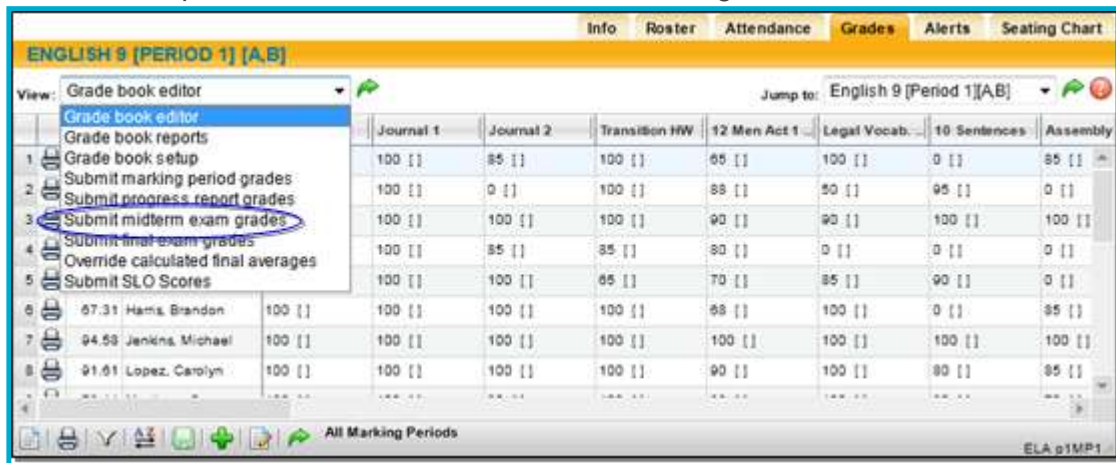 Info Roster Attendance Grades Alerts Seating Chart
ENGLISH 9 [PERIOD 1] [A,B]
View: Grade book editor Jump to: English 9 [Period 1][A,B]
Grade book editor
Grade book reports
Grade book setup
Submit marking period grades
Submit progress report grades
Submit midterm exam grades
Submit final exam grades
Override calculated final averages
Submit SLO Scores
Journal 1 Journal 2 Transition HW 12 Men Act 1 ... Legal Vocab. ... 10 Sentences Assembly
1 100 [] 85 [] 100 [] 65 [] 100 [] 0 [] 85 []
2 100 [] 0 [] 100 [] 88 [] 50 [] 95 [] 0 []
3 100 [] 100 [] 100 [] 90 [] 90 [] 100 [] 100 []
4 100 [] 85 [] 85 [] 80 [] 0 [] 0 [] 0 []
5 100 [] 100 [] 65 [] 70 [] 85 [] 90 [] 0 []
6 67.31 Harris, Brandon 100 [] 100 [] 100 [] 100 [] 68 [] 100 [] 0 [] 85 []
7 94.58 Jenkins, Michael 100 [] 100 [] 100 [] 100 [] 100 [] 100 [] 100 [] 100 []
8 91.61 Lopez, Carolyn 100 [] 100 [] 100 [] 100 [] 90 [] 100 [] 80 [] 85 []
All Marking Periods
ELA p1MP1